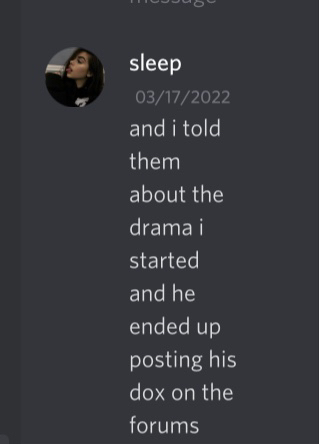 message
sleep
03/17/2022
and i told
them
about the
drama i
started
and he
ended up
posting his
dox on the
forums